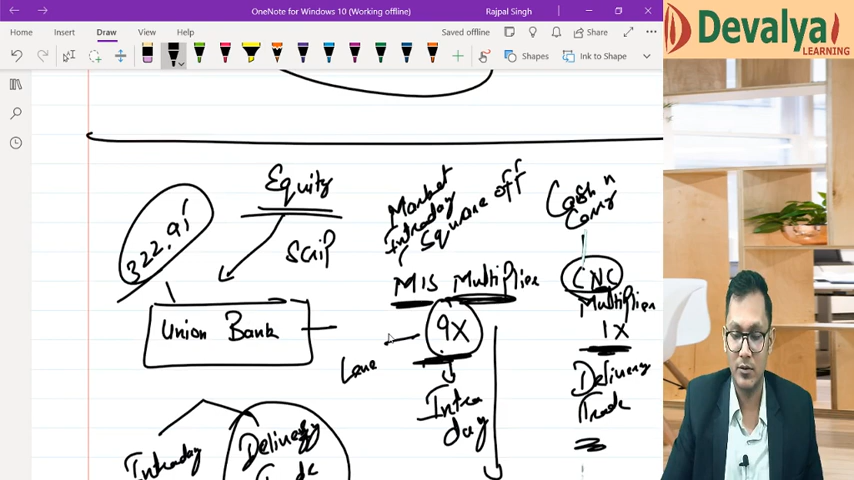 OneNote for Windows 10 (Working offline)
Rajpal Singh
Home Insert Draw View Help
Saved offline
Share
Shapes
Ink to Shape
Devalya
LEARNING
Equity
Scrip
322.95
Union Bank
Intraday
Delivery
Trade
Market
Intraday
Square off
MIS Multiplier
9X
Intra
day
Cash n
Carry
CNC
Multiplier
1X
Delivery
Trade